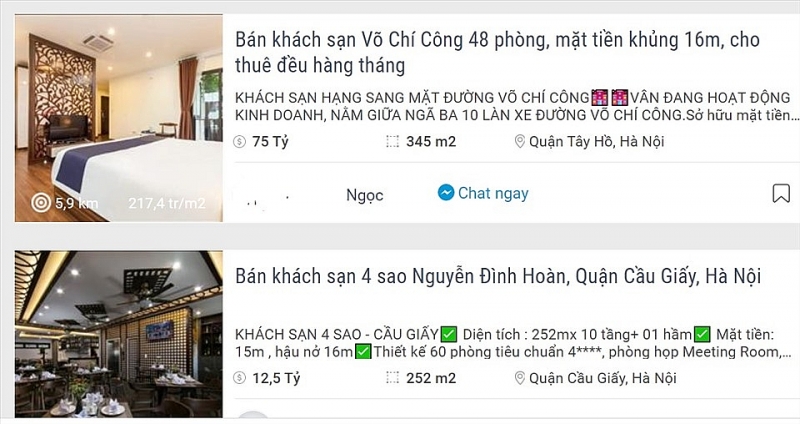 Bán khách sạn Võ Chí Công 48 phòng, mặt tiền khủng 16m, cho
thuê đều hàng tháng
KHÁCH SẠN HẠNG SANG MẶT ĐƯỜNG VÕ CHÍ CÔNG🏩🏩VẪN ĐANG HOẠT ĐỘNG
KINH DOANH, NẰM GIỮA NGÃ BA 10 LÀN XE ĐƯỜNG VÕ CHÍ CÔNG.Sở hữu mặt tiền...
75 Tỷ 345 m2 Quận Tây Hồ, Hà Nội
5,9 km 217,4 tr/m2
Ngọc Chat ngay
Bán khách sạn 4 sao Nguyễn Đình Hoàn, Quận Cầu Giấy, Hà Nội
KHÁCH SẠN 4 SAO - CẦU GIẤY✅ Diện tích : 252mx 10 tầng+ 01 hầm✅ Mặt tiền:
15m , hậu nở 16m✅Thiết kế 60 phòng tiêu chuẩn 4****, phòng họp Meeting Room,...
12,5 Tỷ 252 m2 Quận Cầu Giấy, Hà Nội